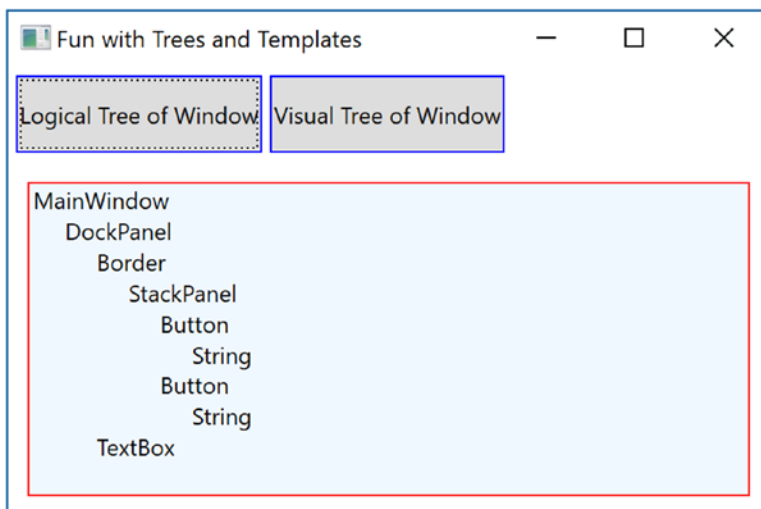 Fun with Trees and Templates
Logical Tree of Window Visual Tree of Window
MainWindow
DockPanel
Border
StackPanel
Button
String
Button
String
TextBox